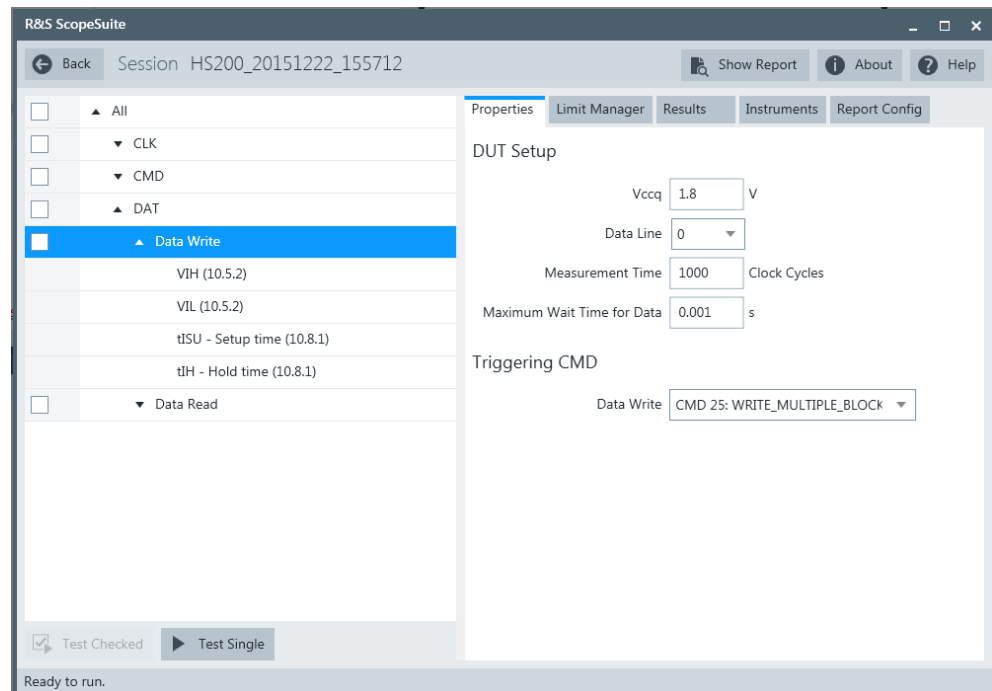 R&S ScopeSuite
Back Session HS200_20151222_155712 Show Report About Help
All
CLK
CMD
DAT
Data Write
VIH (10.5.2)
VIL (10.5.2)
tISU - Setup time (10.8.1)
tIH - Hold time (10.8.1)
Data Read
Properties Limit Manager Results Instruments Report Config
DUT Setup
Vccq 1.8 V
Data Line 0
Measurement Time 1000 Clock Cycles
Maximum Wait Time for Data 0.001 s
Triggering CMD
Data Write CMD 25: WRITE_MULTIPLE_BLOCK
Test Checked Test Single
Ready to run.